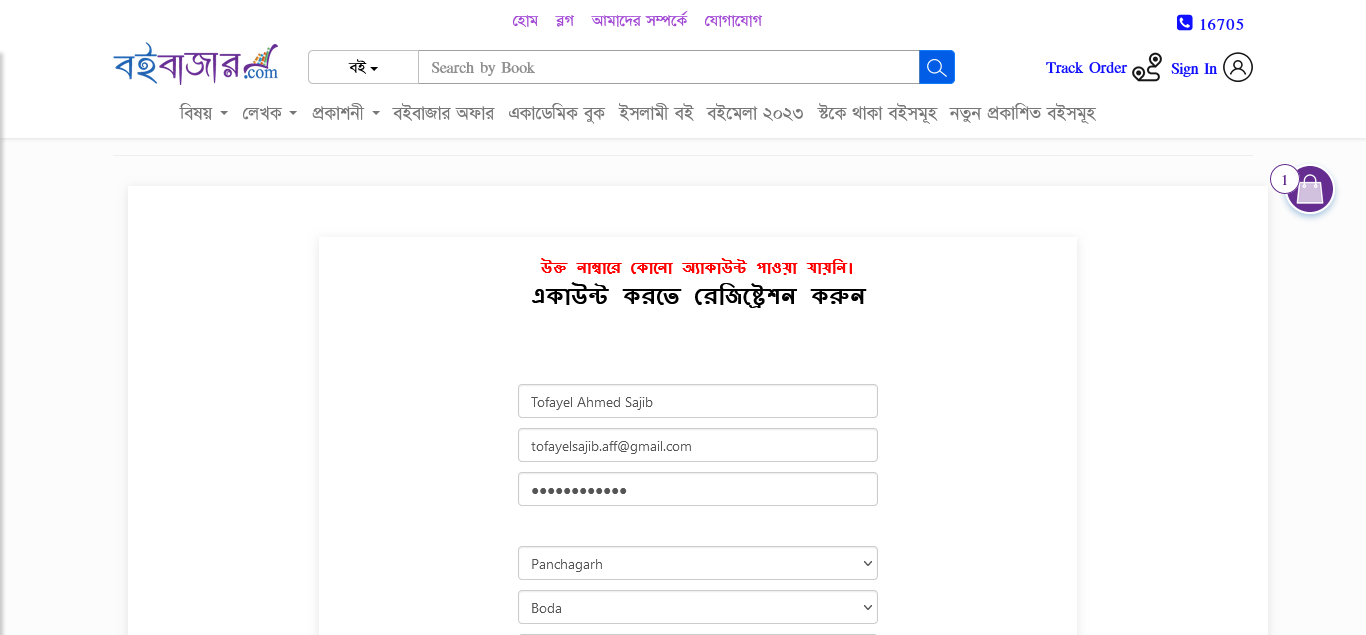 হোম ব্লগ আমাদের সম্পর্কে যোগাযোগ
16705
বইবাজার.com
বই
Search by Book
Track Order
Sign In
বিষয় লেখক প্রকাশনী বইবাজার অফার একাডেমিক বুক ইসলামী বই বইমেলা ২০২৩ স্টকে থাকা বইসমূহ নতুন প্রকাশিত বইসমূহ
1
উক্ত নাম্বারে কোনো অ্যাকাউন্ট পাওয়া যায়নি।
একাউন্ট করতে রেজিষ্ট্রেশন করুন
Tofayel Ahmed Sajib
tofayelsajib.aff@gmail.com
Panchagarh
Boda